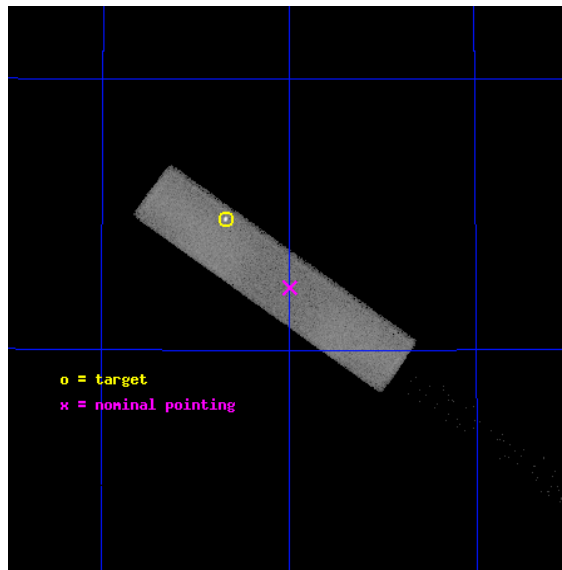 o = target
x = nominal pointing